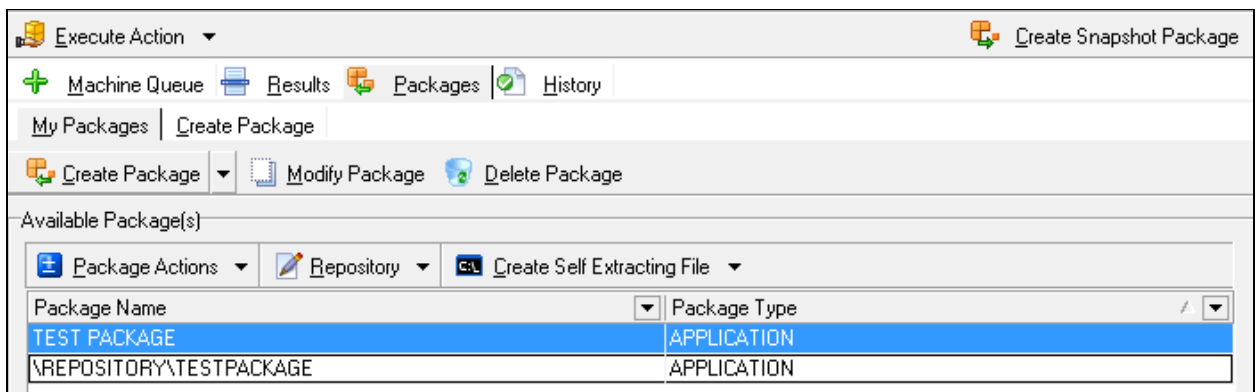 Execute Action Create Snapshot Package
Machine Queue Results Packages History
My Packages Create Package
Create Package Modify Package Delete Package
Available Package(s)
Package Actions Repository C:\ Create Self Extracting File
Package Name Package Type
TEST PACKAGE APPLICATION
\REPOSITORY\TESTPACKAGE APPLICATION